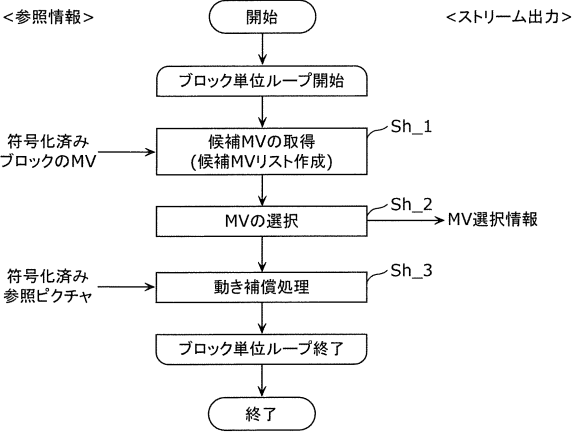 <参照情報>
開始
<ストリーム出力>
ブロック単位ループ開始
符号化済み
ブロックのMV
候補MVの取得
(候補MVリスト作成)
Sh_1
MVの選択
Sh_2
MV選択情報
符号化済み
参照ピクチャ
動き補償処理
Sh_3
ブロック単位ループ終了
終了